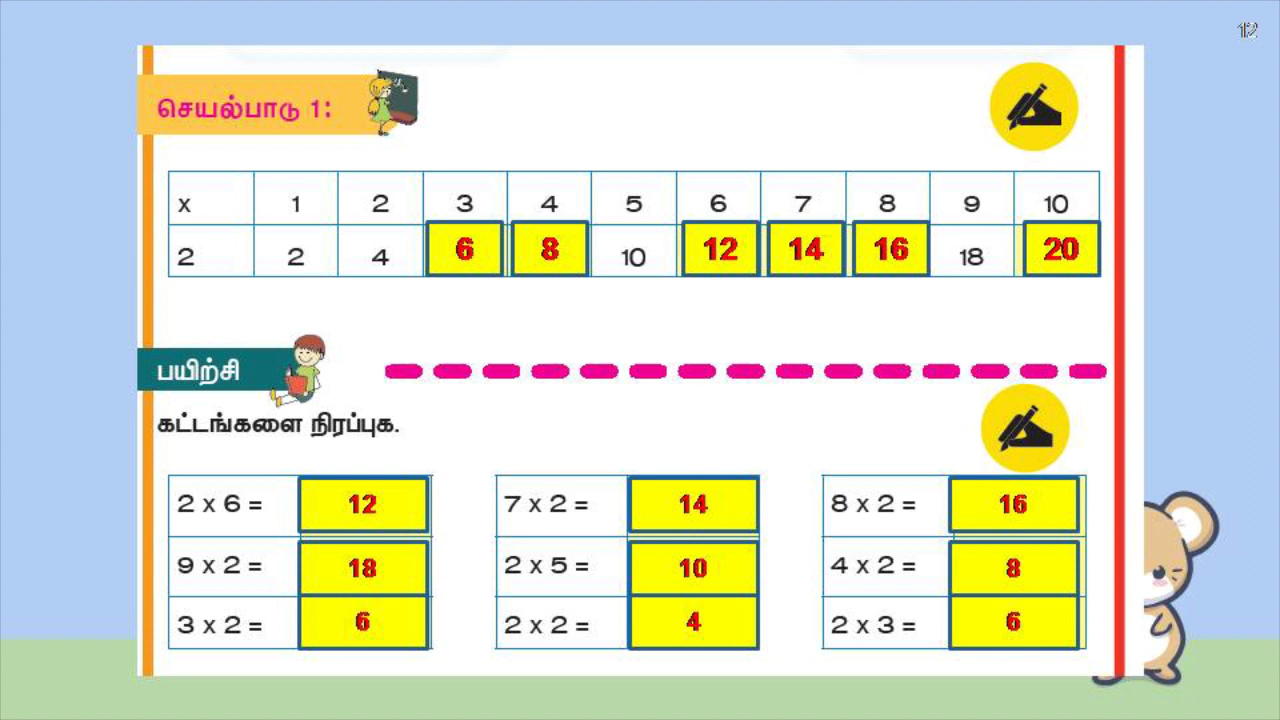 12
செயல்பாடு 1:
x 1 2 3 4 5 6 7 8 9 10
2 2 4 6 8 10 12 14 16 18 20
பயிற்சி
கட்டங்களை நிரப்புக.
2 x 6 = 12 7 x 2 = 14 8 x 2 = 16
9 x 2 = 18 2 x 5 = 10 4 x 2 = 8
3 x 2 = 6 2 x 2 = 4 2 x 3 = 6